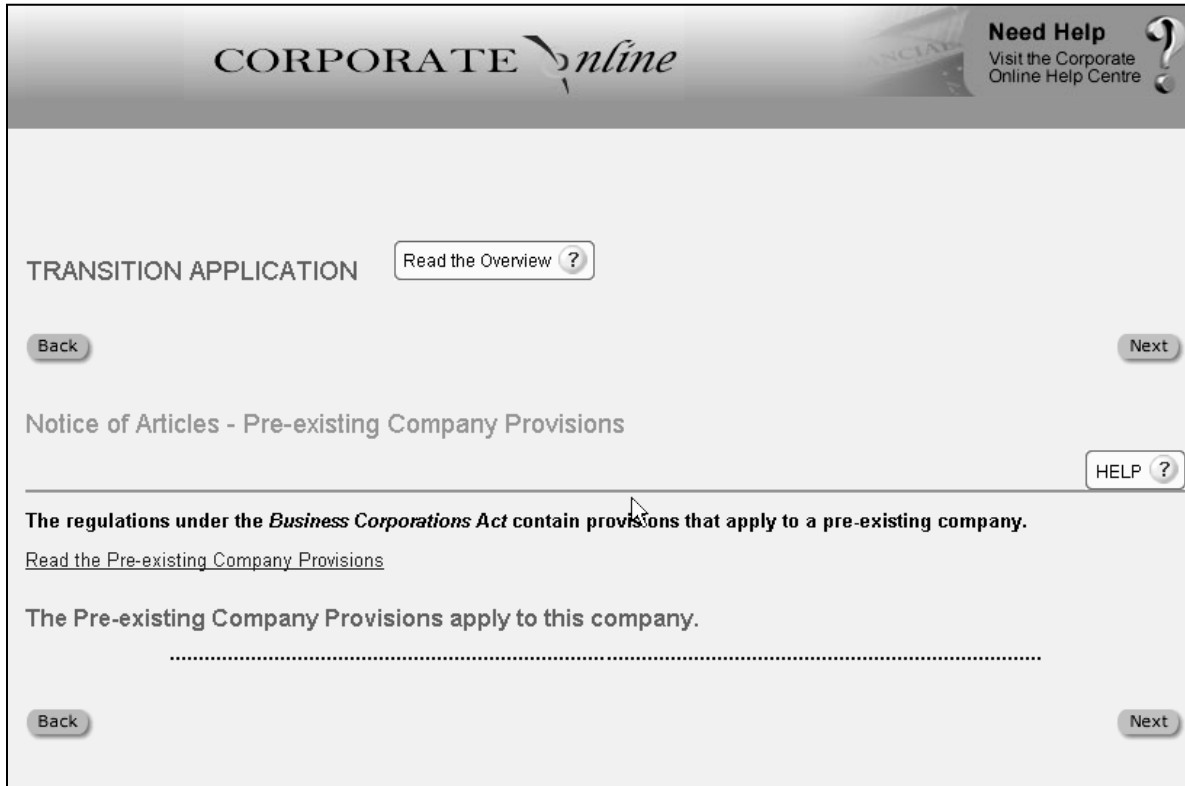 CORPORATE Online
Need Help
Visit the Corporate
Online Help Centre
TRANSITION APPLICATION
Read the Overview ?
Back
Next
Notice of Articles - Pre-existing Company Provisions
HELP ?
The regulations under the Business Corporations Act contain provisions that apply to a pre-existing company.
Read the Pre-existing Company Provisions
The Pre-existing Company Provisions apply to this company.
Back
Next